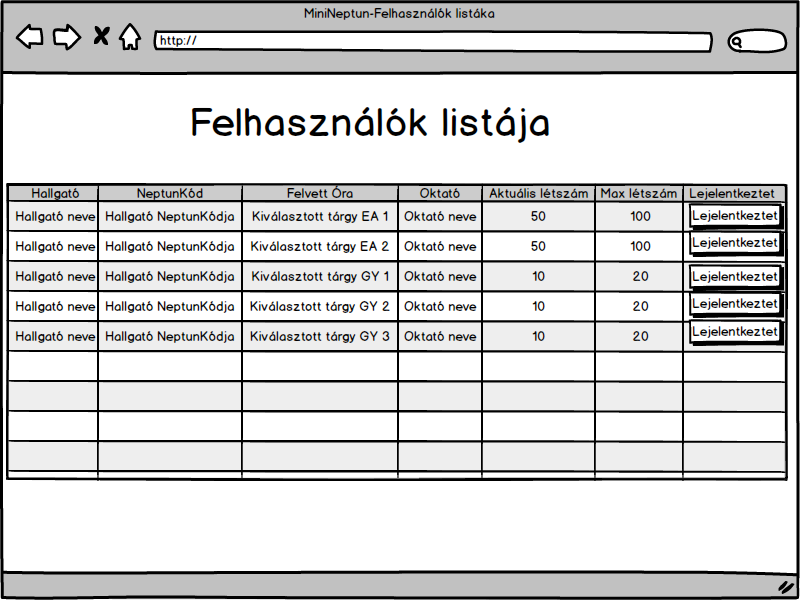 MiniNeptun-Felhasználók listáka
http://
Felhasználók listája
Hallgató NeptunKód Felvett Óra Oktató Aktuális létszám Max létszám Lejelentkeztet
Hallgató neve Hallgató NeptunKódja Kiválasztott tárgy EA 1 Oktató neve 50 100 Lejelentkeztet
Hallgató neve Hallgató NeptunKódja Kiválasztott tárgy EA 2 Oktató neve 50 100 Lejelentkeztet
Hallgató neve Hallgató NeptunKódja Kiválasztott tárgy GY 1 Oktató neve 10 20 Lejelentkeztet
Hallgató neve Hallgató NeptunKódja Kiválasztott tárgy GY 2 Oktató neve 10 20 Lejelentkeztet
Hallgató neve Hallgató NeptunKódja Kiválasztott tárgy GY 3 Oktató neve 10 20 Lejelentkeztet